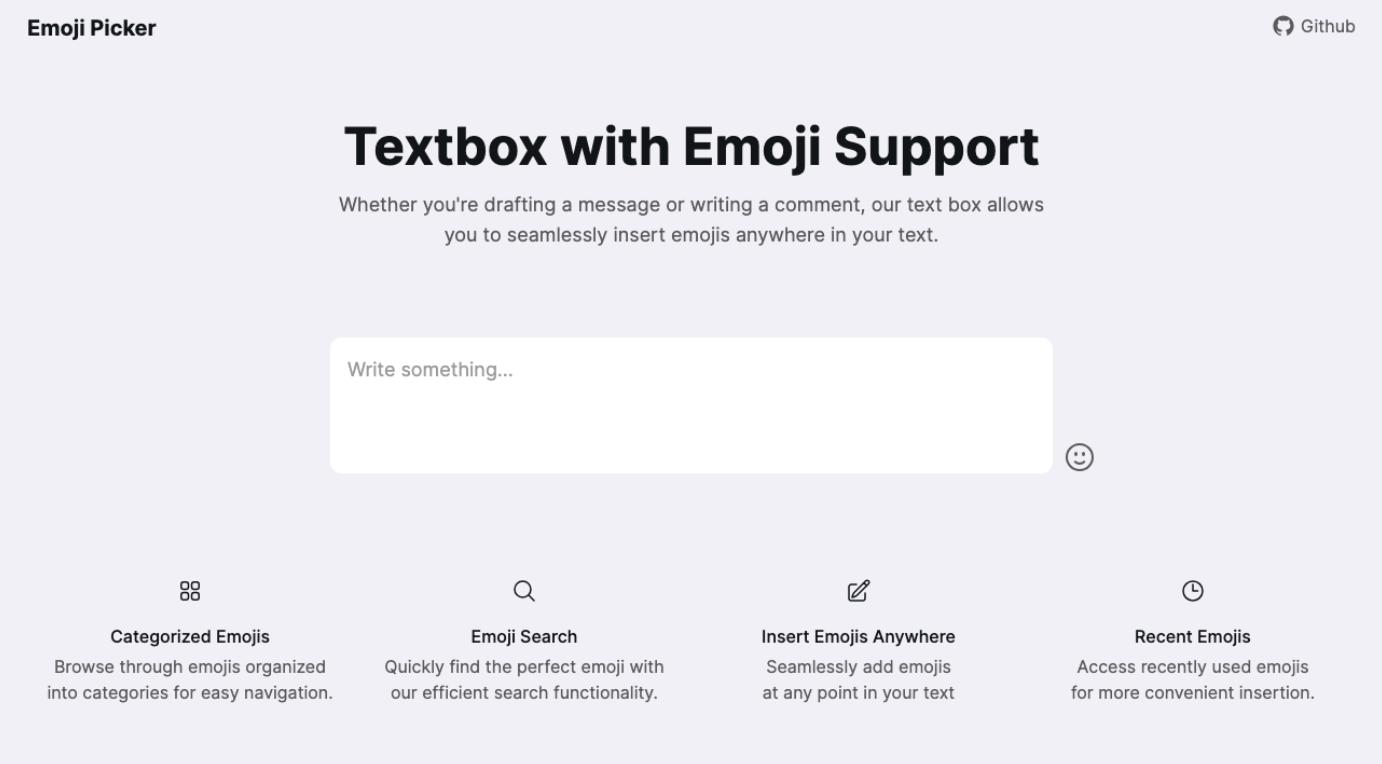 Emoji Picker
Github
Textbox with Emoji Support
Whether you're drafting a message or writing a comment, our text box allows
you to seamlessly insert emojis anywhere in your text.
Write something...
Categorized Emojis
Browse through emojis organized
into categories for easy navigation.
Emoji Search
Quickly find the perfect emoji with
our efficient search functionality.
Insert Emojis Anywhere
Seamlessly add emojis
at any point in your text
Recent Emojis
Access recently used emojis
for more convenient insertion.